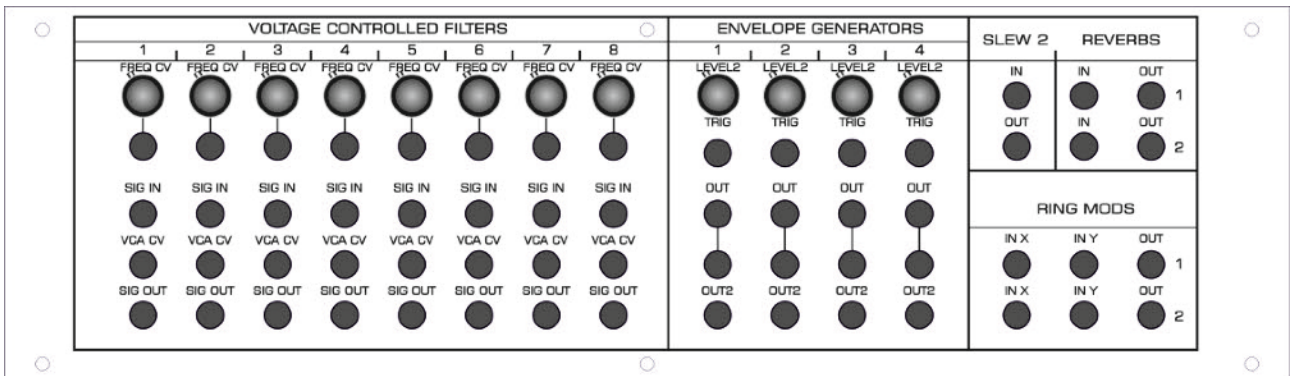 VOLTAGE CONTROLLED FILTERS
1 2 3 4 5 6 7 8
FREQ CV FREQ CV FREQ CV FREQ CV FREQ CV FREQ CV FREQ CV FREQ CV
SIG IN SIG IN SIG IN SIG IN SIG IN SIG IN SIG IN SIG IN
VCA CV VCA CV VCA CV VCA CV VCA CV VCA CV VCA CV VCA CV
SIG OUT SIG OUT SIG OUT SIG OUT SIG OUT SIG OUT SIG OUT SIG OUT
ENVELOPE GENERATORS
1 2 3 4
LEVEL2 LEVEL2 LEVEL2 LEVEL2
TRIG TRIG TRIG TRIG
OUT OUT OUT OUT
OUT2 OUT2 OUT2 OUT2
SLEW 2
IN
OUT
REVERBS
IN OUT
1
IN OUT
2
RING MODS
IN X IN Y OUT
1
IN X IN Y OUT
2